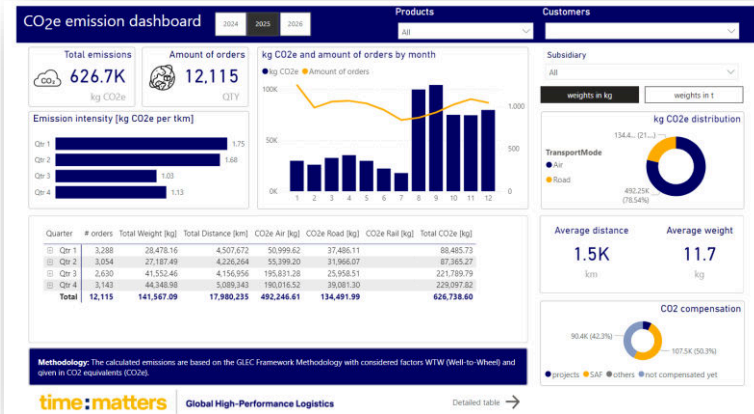 CO2e emission dashboard
2024 2025 2026
Products
All
Customers
Total emissions
CO₂
626.7K
kg CO2e
Amount of orders
12,115
QTY
kg CO2e and amount of orders by month
kg CO2e Amount of orders
100K
50K
0K
1,000
500
0
1 2 3 4 5 6 7 8 9 10 11 12
Subsidiary
All
weights in kg weights in t
Emission intensity [kg CO2e per tkm]
Qtr 1 1.75
Qtr 2 1.68
Qtr 3 1.03
Qtr 4 1.13
kg CO2e distribution
TransportMode
Air
Road
134.4... (21....)
492.25K
(78.54%)
Quarter # orders Total Weight [kg] Total Distance [km] CO2e Air [kg] CO2e Road [kg] CO2e Rail [kg] Total CO2e [kg]
Qtr 1 3,288 28,478.16 4,507,672 50,999.62 37,486.11 88,485.73
Qtr 2 3,054 27,187.49 4,226,264 55,399.20 31,966.07 87,365.27
Qtr 3 2,630 41,552.46 4,156,956 195,831.28 25,958.51 221,789.79
Qtr 4 3,143 44,348.98 5,089,343 190,016.52 39,081.30 229,097.82
Total 12,115 141,567.09 17,980,235 492,246.61 134,491.99 626,738.60
Average distance
1.5K
km
Average weight
11.7
kg
CO2 compensation
90.4K (42.3%)
107.5K (50.3%)
projects SAF others not compensated yet
Methodology: The calculated emissions are based on the GLEC Framework Methodology with considered factors WTW (Well-to-Wheel) and
given in CO2 equivalents (CO2e).
time:matters
Global High-Performance Logistics
Detailed table →